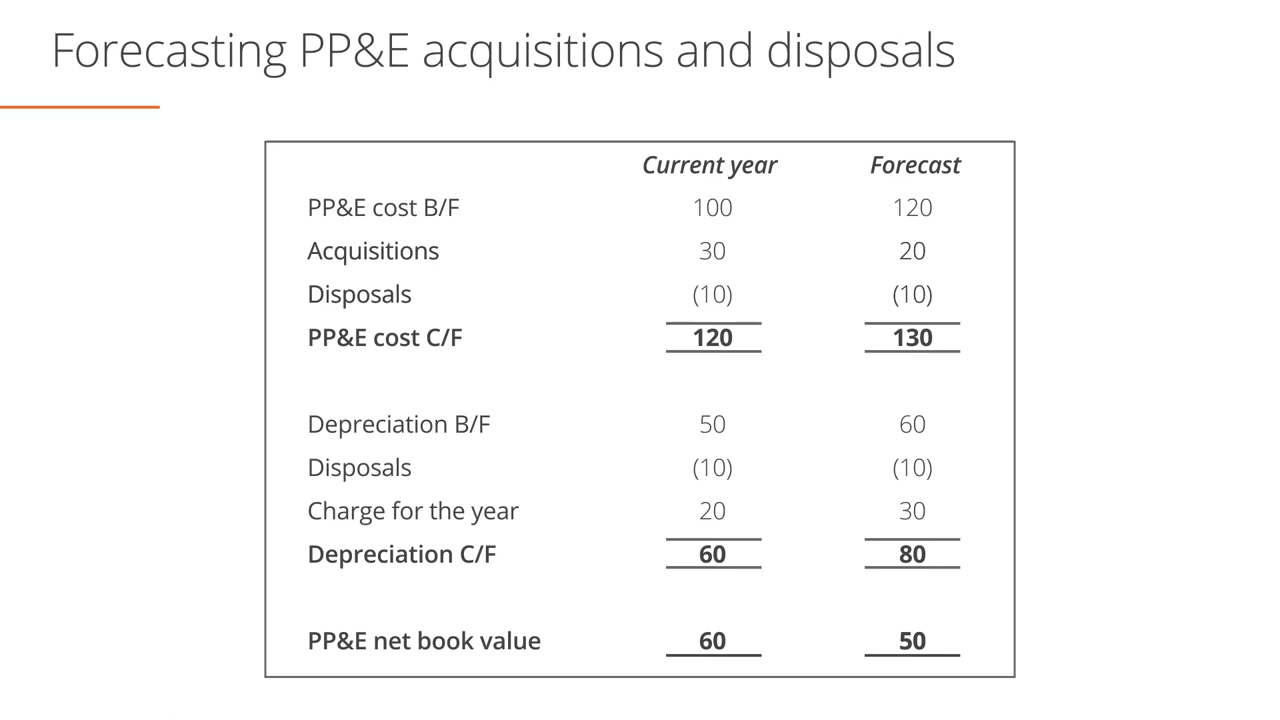 Forecasting PP&E acquisitions and disposals
Current year Forecast
PP&E cost B/F 100 120
Acquisitions 30 20
Disposals (10) (10)
PP&E cost C/F 120 130
Depreciation B/F 50 60
Disposals (10) (10)
Charge for the year 20 30
Depreciation C/F 60 80
PP&E net book value 60 50